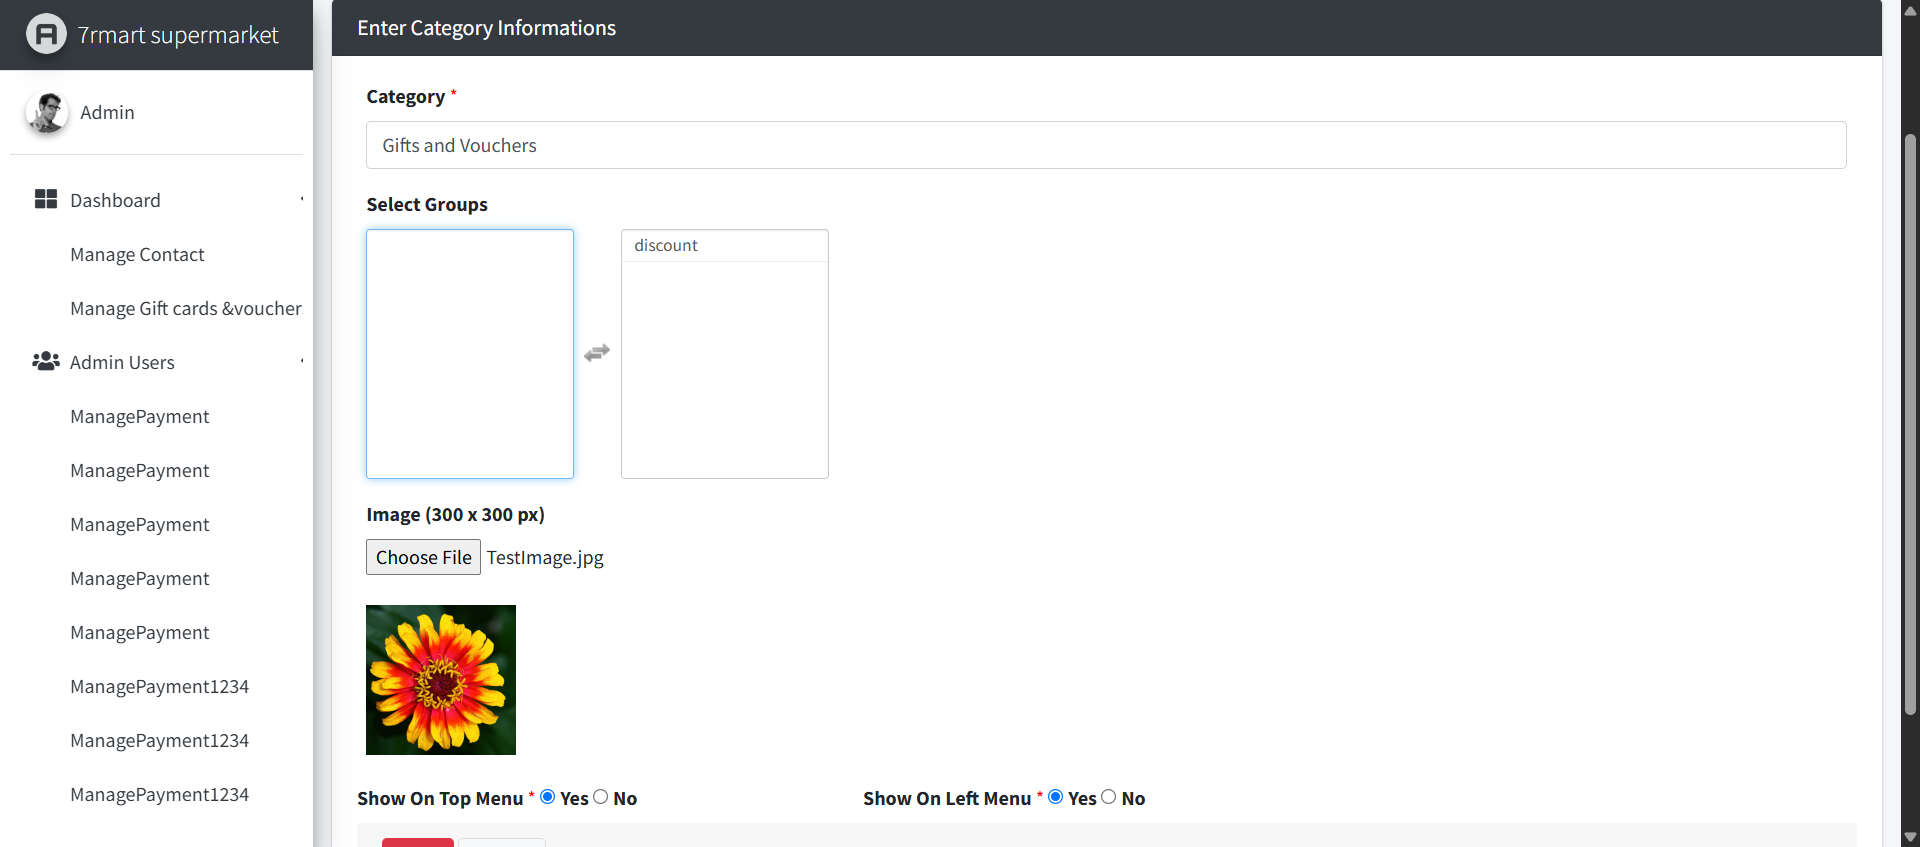 7rmart supermarket
Admin
Dashboard
Manage Contact
Manage Gift cards &voucher
Admin Users
ManagePayment
ManagePayment
ManagePayment
ManagePayment
ManagePayment
ManagePayment1234
ManagePayment1234
ManagePayment1234
Enter Category Informations
Category *
Gifts and Vouchers
Select Groups
discount
Image (300 x 300 px)
Choose File TestImage.jpg
Show On Top Menu * Yes No
Show On Left Menu * Yes No